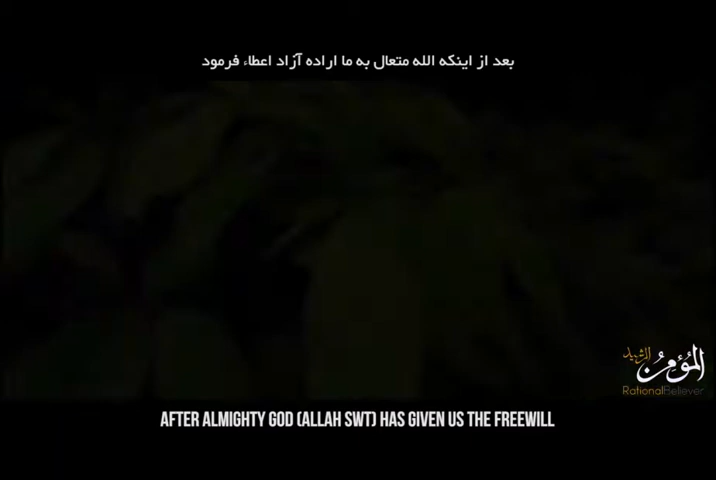 بعد از اینکه الله متعال به ما اراده آزاد اعطاء فرمود
المؤمن الرشيد
RationalBeliever
AFTER ALMIGHTY GOD (ALLAH SWT) HAS GIVEN US THE FREEWILL